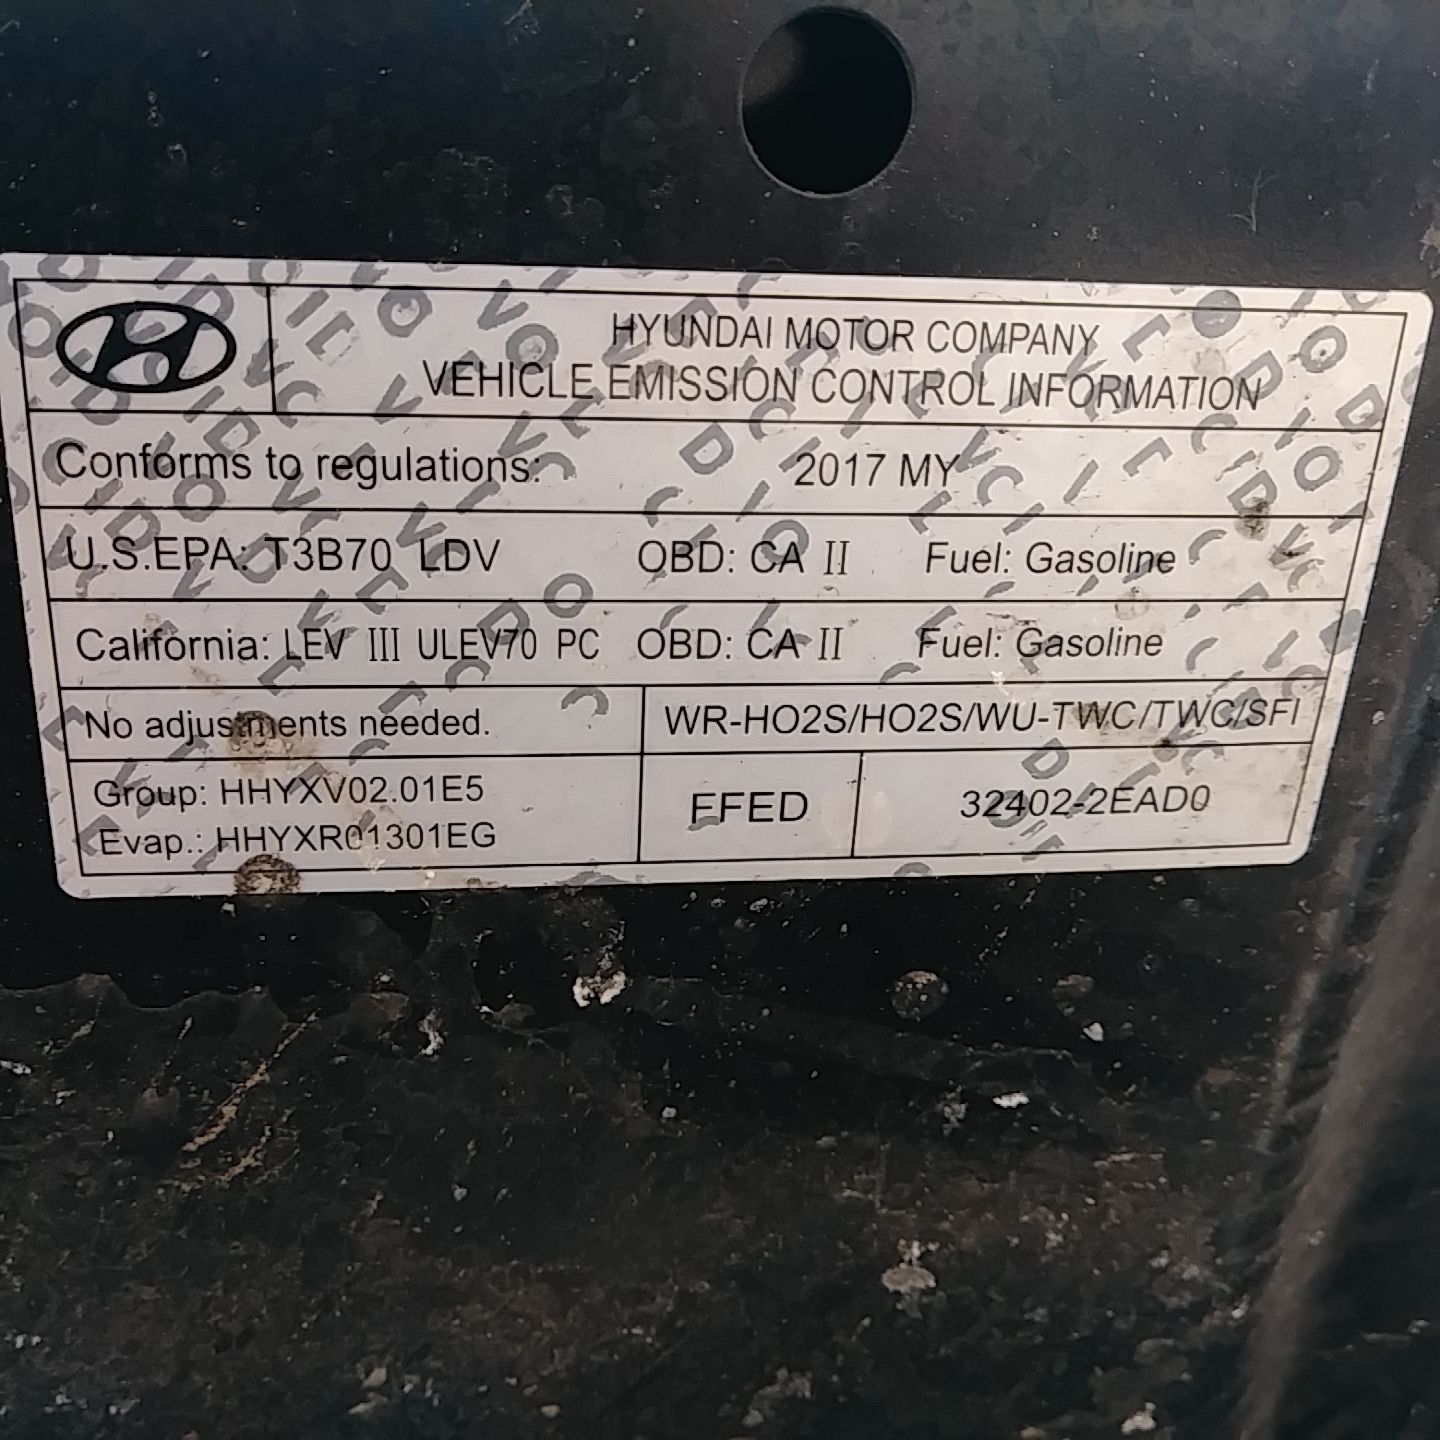 HYUNDAI MOTOR COMPANY
VEHICLE EMISSION CONTROL INFORMATION
Conforms to regulations: 2017 MY
U.S.EPA: T3B70 LDV OBD: CA II Fuel: Gasoline
California: LEV III ULEV70 PC OBD: CA II Fuel: Gasoline
No adjustments needed. WR-HO2S/HO2S/WU-TWC/TWC/SFI
Group: HHYXV02.01E5
Evap.: HHYXR01301EG
FFED 32402-2EAD0